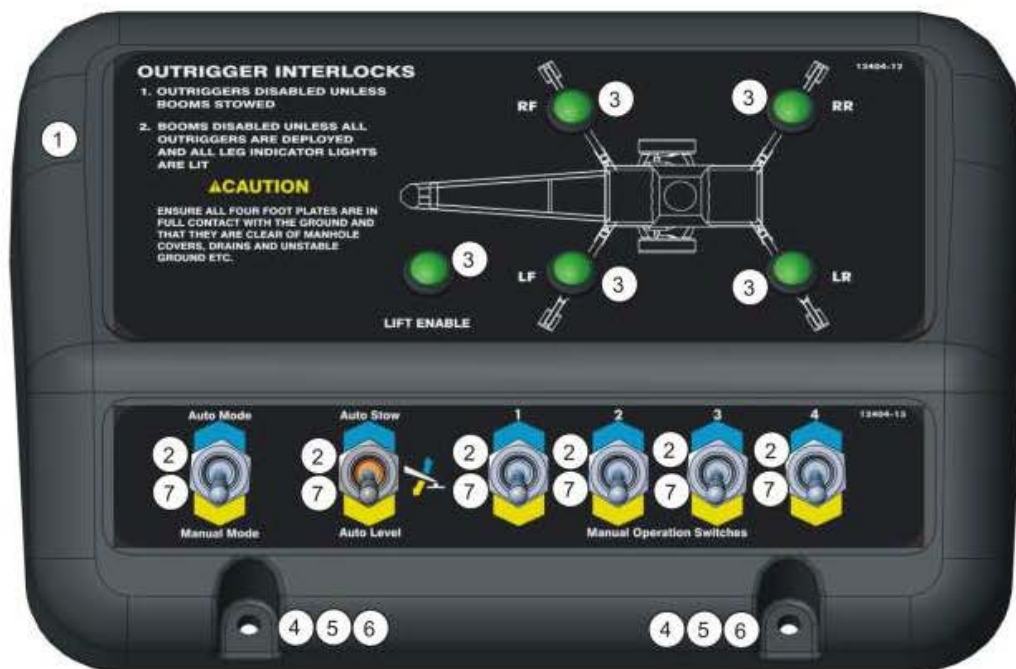 OUTRIGGER INTERLOCKS
13404-12
1. OUTRIGGERS DISABLED UNLESS
BOOMS STOWED
2. BOOMS DISABLED UNLESS ALL
OUTRIGGERS ARE DEPLOYED
AND ALL LEG INDICATOR LIGHTS
ARE LIT
CAUTION
ENSURE ALL FOUR FOOT PLATES ARE IN
FULL CONTACT WITH THE GROUND AND
THAT THEY ARE CLEAR OF MANHOLE
COVERS, DRAINS AND UNSTABLE
GROUND ETC.
1
RF 3
3 RR
3
LIFT ENABLE
LF 3
3 LR
Auto Mode Auto Stow 1 2 3 4 13404-13
2 2 2 2 2 2
7 7 7 7 7 7
Manual Mode Auto Level Manual Operation Switches
4 5 6 4 5 6